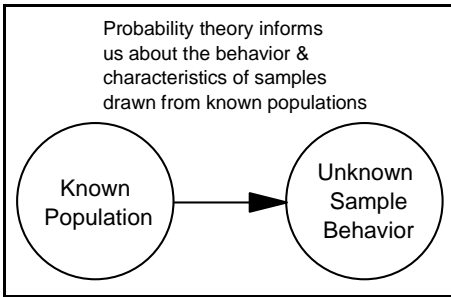 Probability theory informs
us about the behavior &
characteristics of samples
drawn from known populations
Known
Population
Unknown
Sample
Behavior